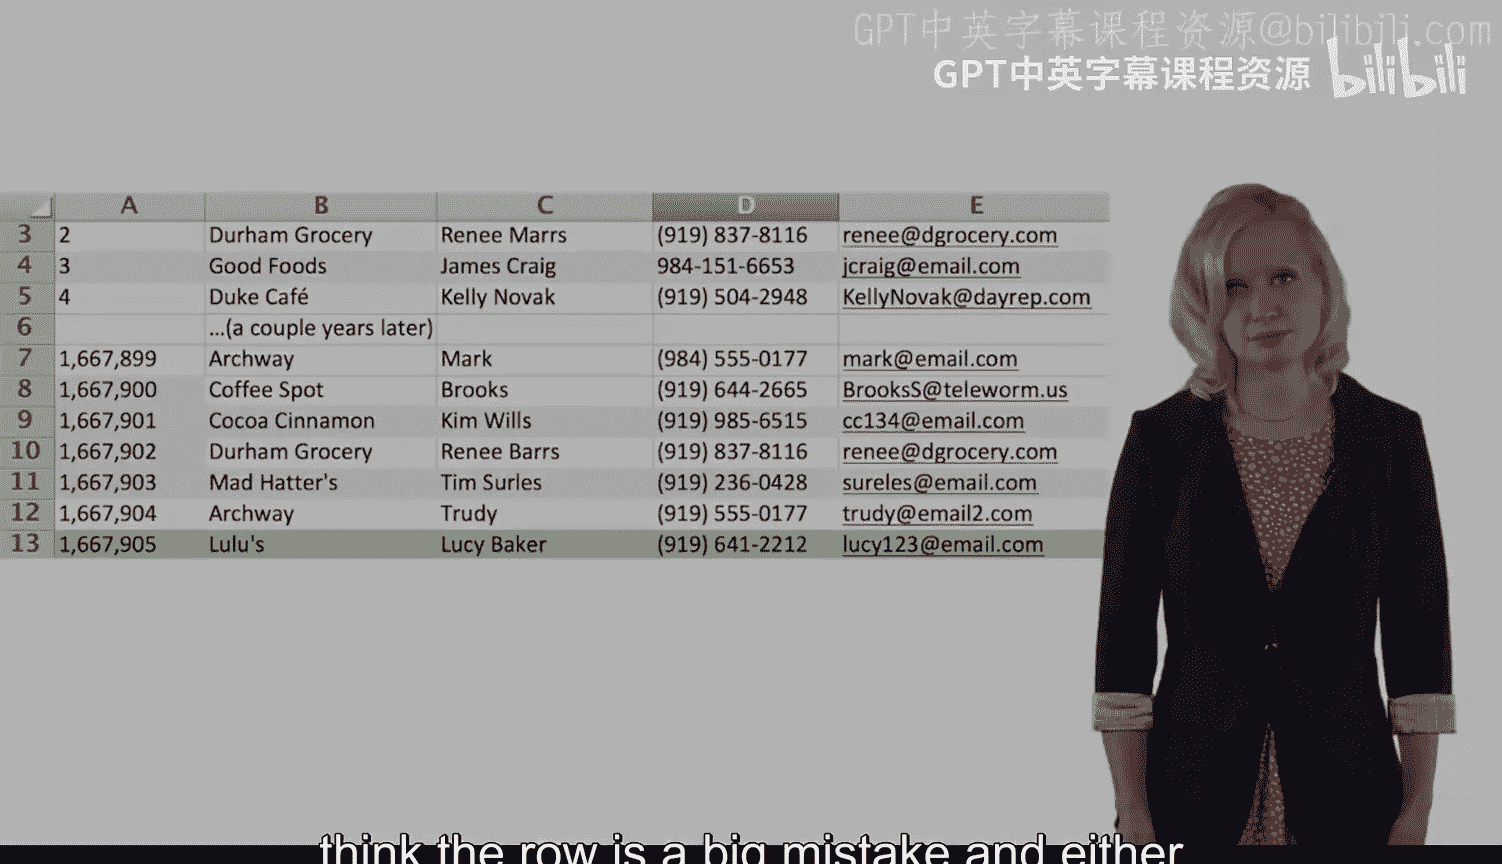 GPT中英字幕课程资源@bilibili.com
GPT中英字幕课程资源 bilibili
A B C D E
3 2 Durham Grocery Renee Marrs (919) 837-8116 renee@dgrocery.com
4 3 Good Foods James Craig 984-151-6653 jcraig@email.com
5 4 Duke Café Kelly Novak (919) 504-2948 KellyNovak@dayrep.com
6 ...(a couple years later)
7 1,667,899 Archway Mark (984) 555-0177 mark@email.com
8 1,667,900 Coffee Spot Brooks (919) 644-2665 BrooksS@teleworm.us
9 1,667,901 Cocoa Cinnamon Kim Wills (919) 985-6515 cc134@email.com
10 1,667,902 Durham Grocery Renee Barrs (919) 837-8116 renee@dgrocery.com
11 1,667,903 Mad Hatter's Tim Surles (919) 236-0428 sureles@email.com
12 1,667,904 Archway Trudy (919) 555-0177 trudy@email2.com
13 1,667,905 Lulu's Lucy Baker (919) 641-2212 lucy123@email.com
think the row is a big mistake and either